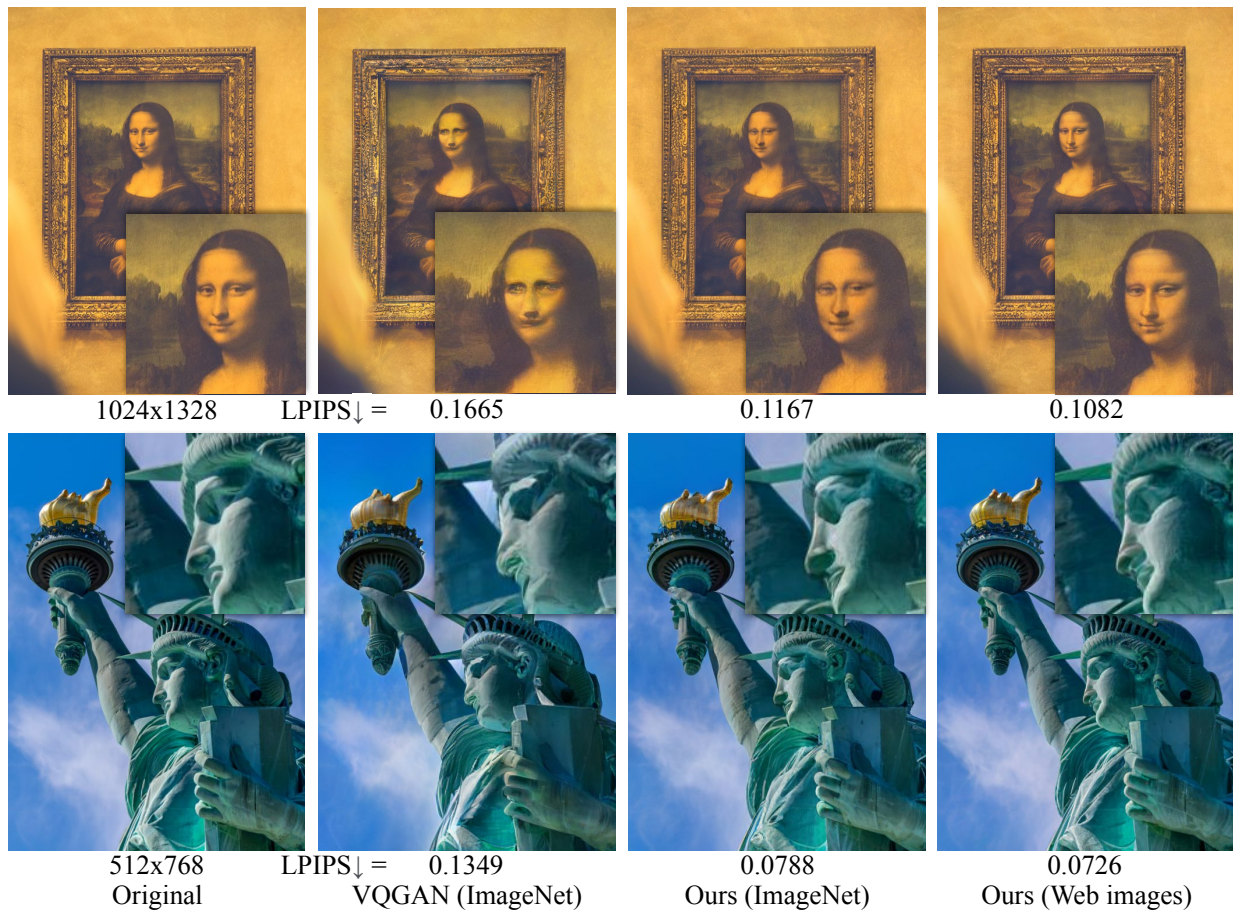 1024x1328 LPIPS↓ = 0.1665 0.1167 0.1082
512x768 LPIPS↓ = 0.1349 0.0788 0.0726
Original VQGAN (ImageNet) Ours (ImageNet) Ours (Web images)